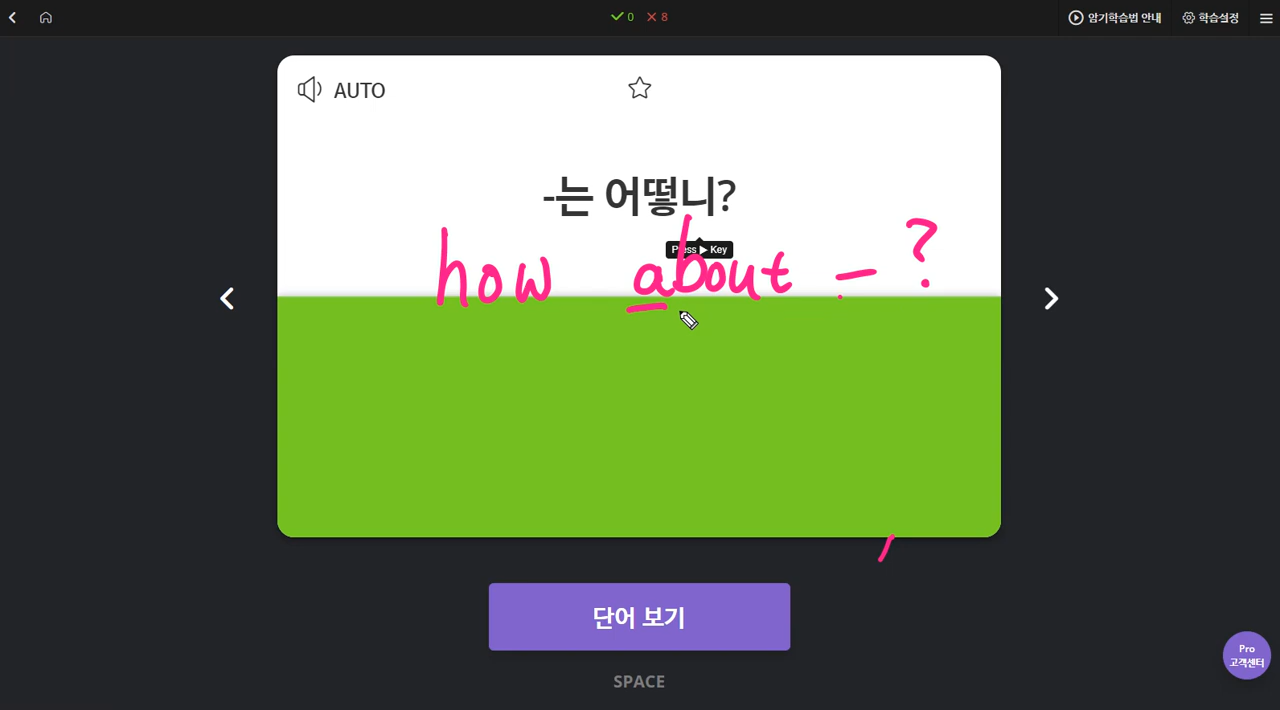 0 8 암기학습법 안내 학습설정
AUTO
-는 어떻니?
Press ▶ Key
how about - ?
단어 보기
SPACE
Pro
고객센터